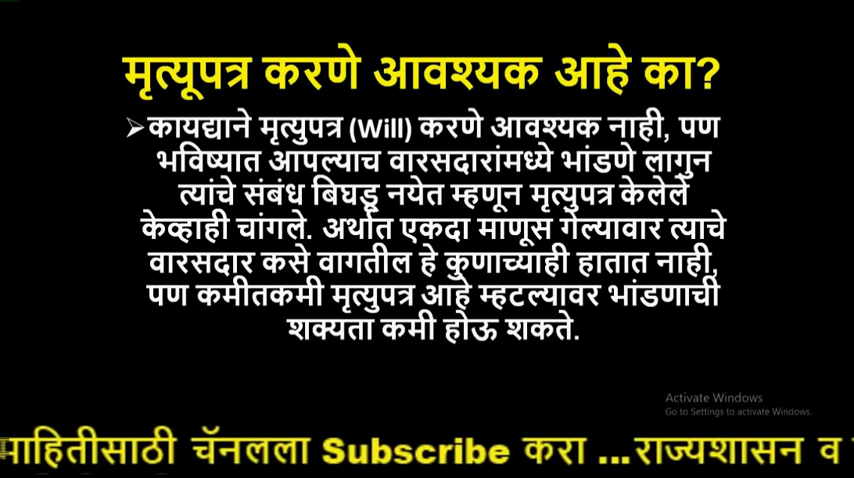 मृत्यूपत्र करणे आवश्यक आहे का?
➢कायद्याने मृत्युपत्र (Will) करणे आवश्यक नाही, पण
भविष्यात आपल्याच वारसदारांमध्ये भांडणे लागुन
त्यांचे संबंध बिघडू नयेत म्हणून मृत्युपत्र केलेले
केव्हाही चांगले. अर्थात एकदा माणूस गेल्यावार त्याचे
वारसदार कसे वागतील हे कुणाच्याही हातात नाही,
पण कमीतकमी मृत्युपत्र आहे म्हटल्यावर भांडणाची
शक्यता कमी होऊ शकते.
Activate Windows
Go to Settings to activate Windows.
माहितीसाठी चॅनलला Subscribe करा ...राज्यशासन व